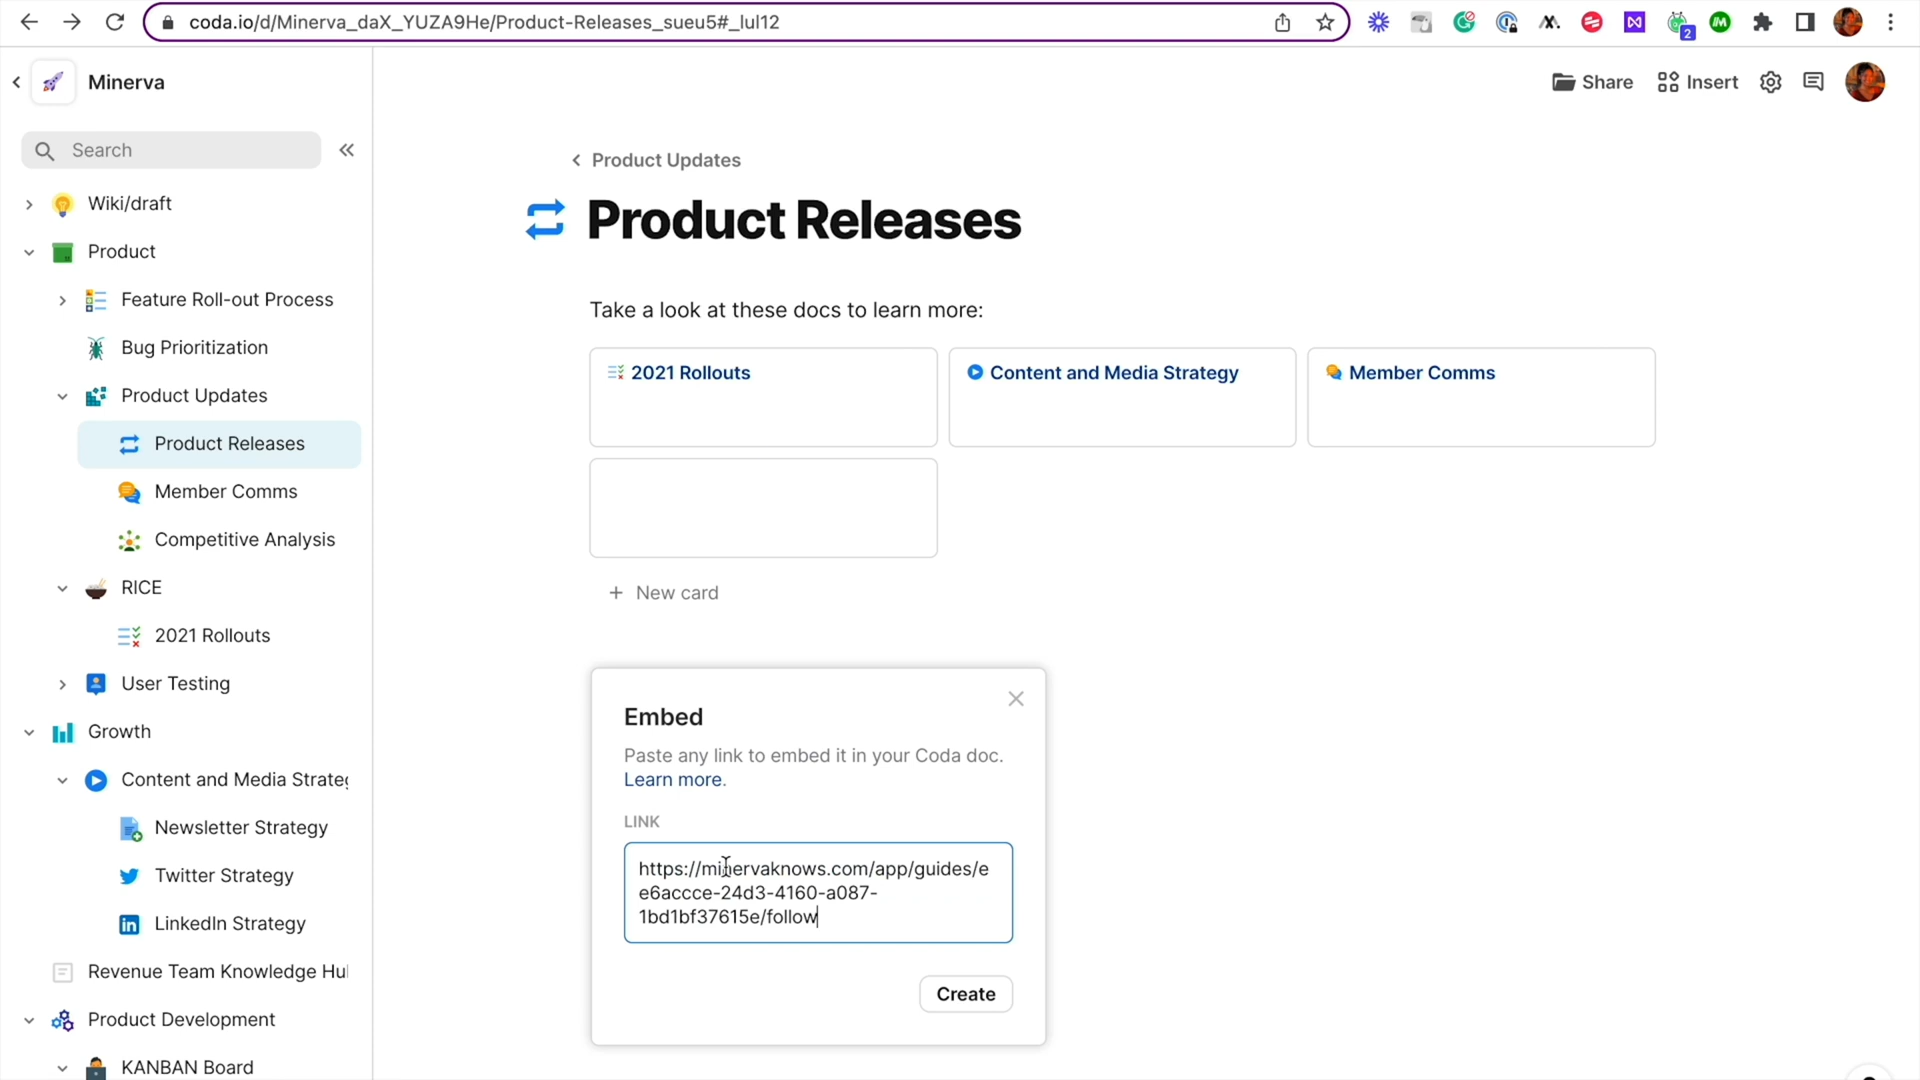 coda.io/d/Minerva_daX_YUZA9He/Product-Releases_sueu5#_lul12
2
Minerva
Share
Insert
Search
Wiki/draft
Product
Feature Roll-out Process
Bug Prioritization
Product Updates
Product Releases
Member Comms
Competitive Analysis
RICE
2021 Rollouts
User Testing
Growth
Content and Media Strate
Newsletter Strategy
Twitter Strategy
LinkedIn Strategy
Revenue Team Knowledge Hu
Product Development
KANBAN Board
Product Updates
Product Releases
Take a look at these docs to learn more:
2021 Rollouts
Content and Media Strategy
Member Comms
+ New card
Embed
Paste any link to embed it in your Coda doc.
Learn more.
LINK
https://minervaknows.com/app/guides/e
e6accce-24d3-4160-a087-
1bd1bf37615e/follow
Create